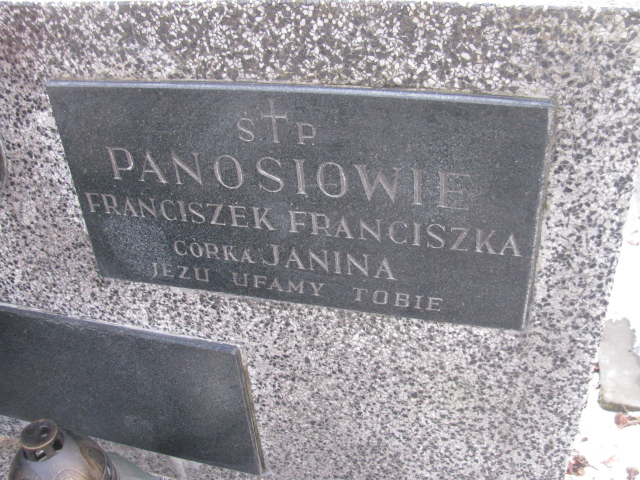 Ś†P.
PANOSIOWIE
FRANCISZEK FRANCISZKA
CÓRKA JANINA
JEZU UFAMY TOBIE